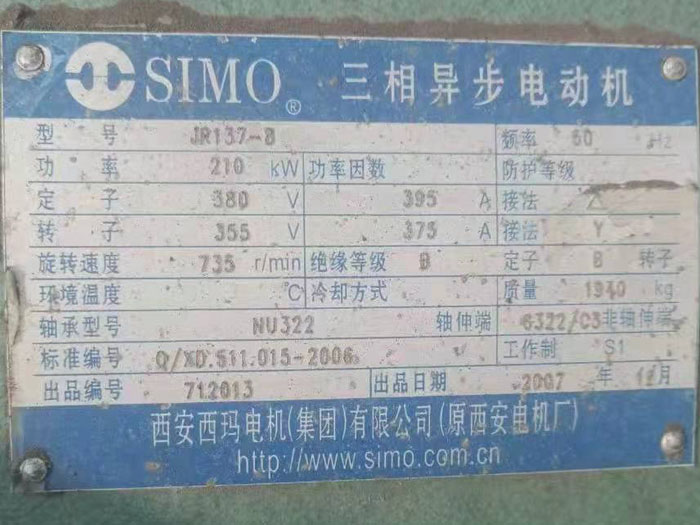 SIMO® 三相异步电动机
型号 JR137-8 频率 50 Hz
功率 210 kW 功率因数 防护等级
定子 380 V 395 A 接法
转子 355 V 375 A 接法 Y
旋转速度 735 r/min 绝缘等级 B 定子 B 转子
环境温度 ℃ 冷却方式 质量 1940 kg
轴承型号 NU322 轴伸端 6322/C3 非轴伸端
标准编号 Q/XD.511.015-2006 工作制 S1
出品编号 712013 出品日期 2007 年 月
西安西玛电机(集团)有限公司(原西安电机厂)
http://www.simo.com.cn